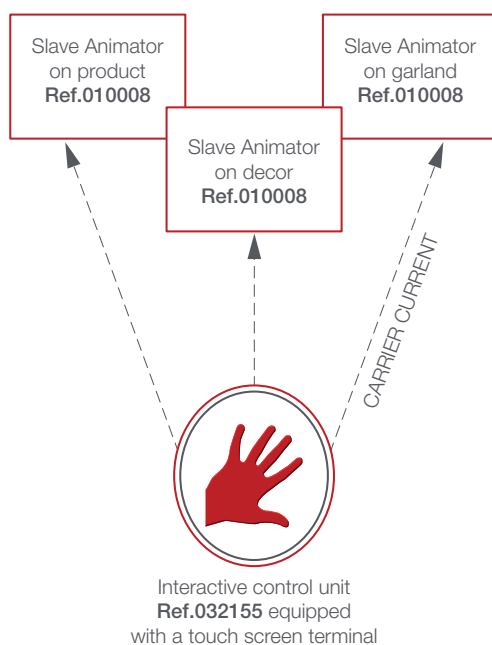 Slave Animator
on product
Ref.010008
Slave Animator
on garland
Ref.010008
Slave Animator
on decor
Ref.010008
CARRIER CURRENT
Interactive control unit
Ref.032155 equipped
with a touch screen terminal